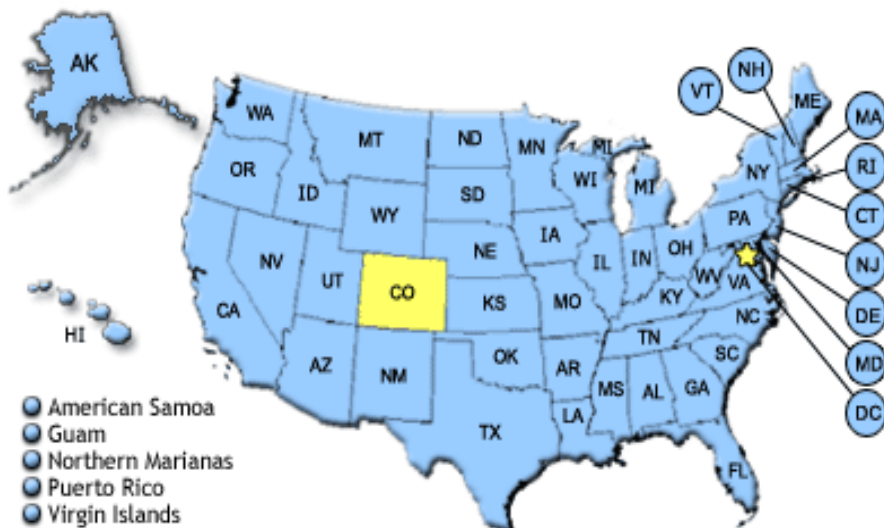 AK
NH
VT
ME
WA
MA
MT
ND
MN
MI
OR
RI
NY
WI
MI
ID
SD
WY
CT
PA
IA
NE
OH
NJ
NV
IL
IN
UT
CO
WV
VA
CA
KS
MO
KY
DE
NC
HI
TN
AZ
OK
MD
NM
AR
SC
MS
AL
GA
DC
LA
TX
American Samoa
Guam
Northern Marianas
FL
Puerto Rico
Virgin Islands